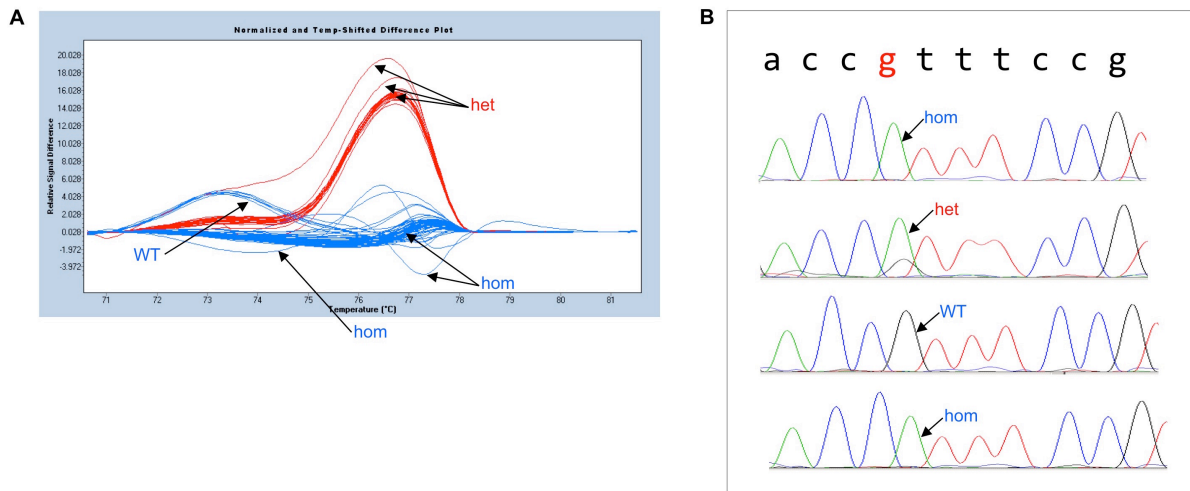 A
Normalized and Temp-Shifted Difference Plot
Relative Signal Difference
20.028
18.028
16.028
14.028
12.028
10.028
8.028
6.028
4.028
2.028
0.028
-1.972
-3.972
71 72 73 74 75 76 77 78 79 80 81
Temperature (°C)
het
WT
hom
hom
B
a c c g t t t c c g
hom
het
WT
hom